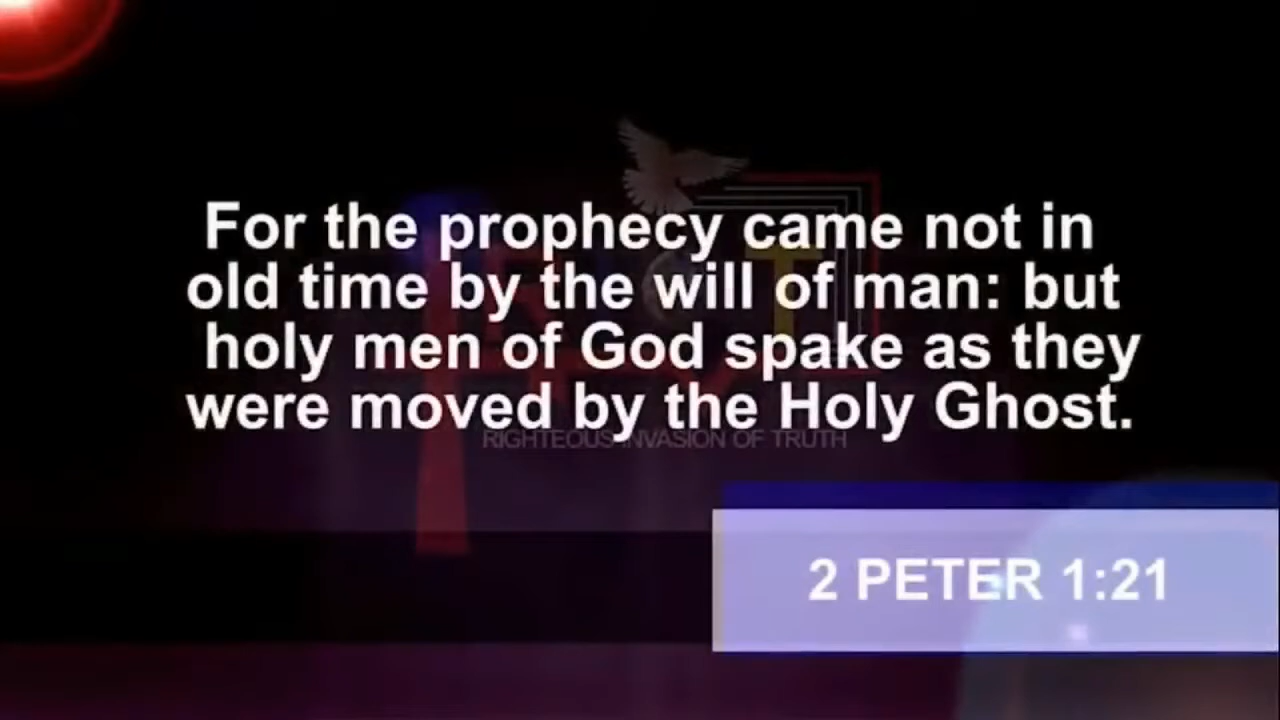 For the prophecy came not in
old time by the will of man: but
holy men of God spake as they
were moved by the Holy Ghost.
RIGHTEOUS INVASION OF TRUTH
2 PETER 1:21